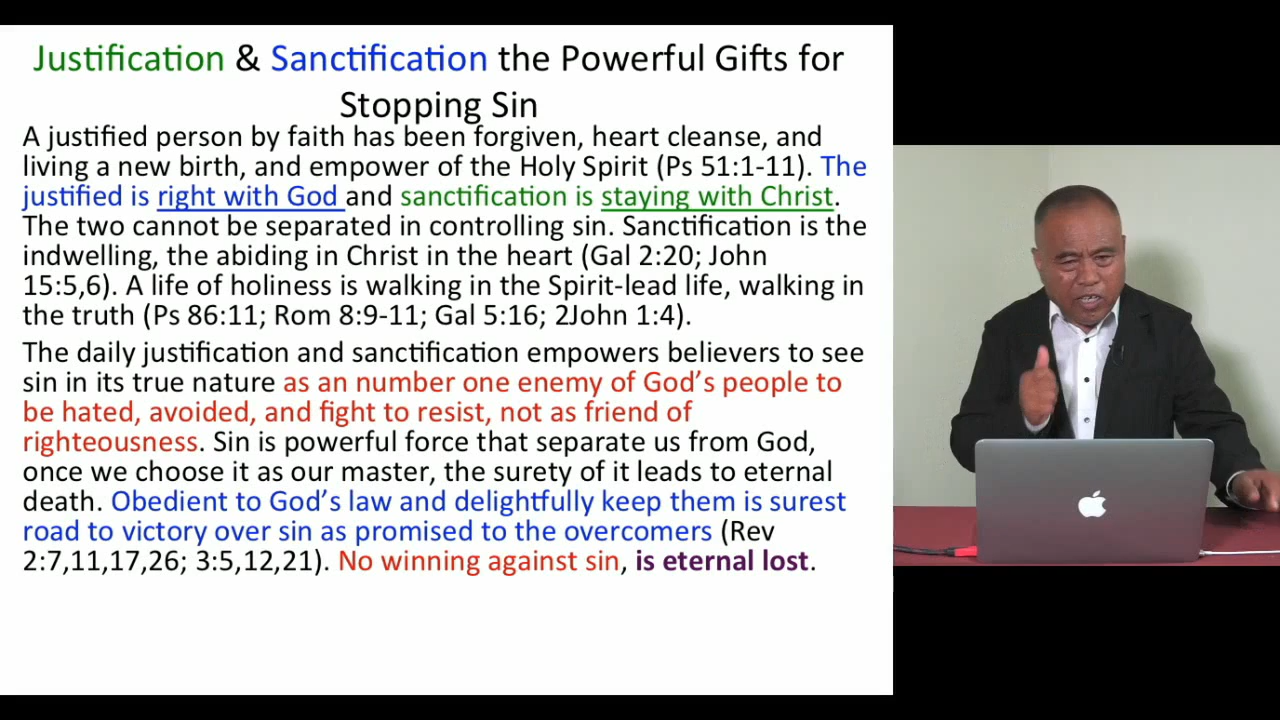 Justification & Sanctification the Powerful Gifts for
Stopping Sin
A justified person by faith has been forgiven, heart cleanse, and
living a new birth, and empower of the Holy Spirit (Ps 51:1-11). The
justified is right with God and sanctification is staying with Christ.
The two cannot be separated in controlling sin. Sanctification is the
indwelling, the abiding in Christ in the heart (Gal 2:20; John
15:5,6). A life of holiness is walking in the Spirit-lead life, walking in
the truth (Ps 86:11; Rom 8:9-11; Gal 5:16; 2John 1:4).
The daily justification and sanctification empowers believers to see
sin in its true nature as an number one enemy of God's people to
be hated, avoided, and fight to resist, not as friend of
righteousness. Sin is powerful force that separate us from God,
once we choose it as our master, the surety of it leads to eternal
death. Obedient to God's law and delightfully keep them is surest
road to victory over sin as promised to the overcomers (Rev
2:7,11,17,26; 3:5,12,21). No winning against sin, is eternal lost.